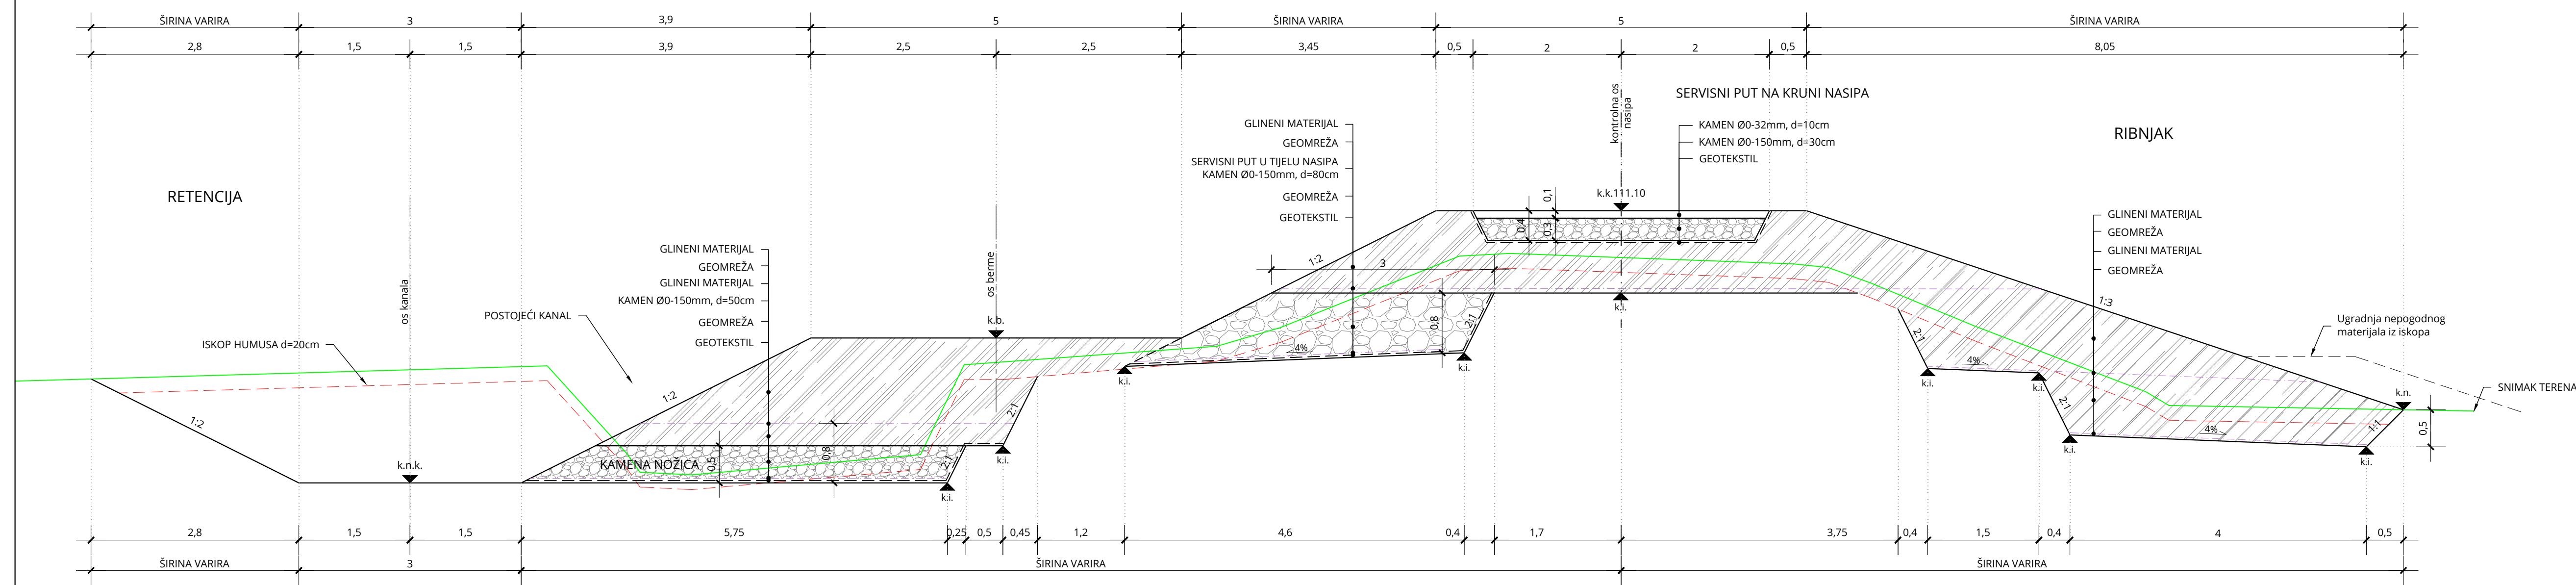 ŠIRINA VARIRA 3 3,9 5 ŠIRINA VARIRA 5 ŠIRINA VARIRA
2,8 1,5 1,5 3,9 2,5 2,5 3,45 0,5 2 2 0,5 8,05
RETENCIJA
ISKOP HUMUSA d=20cm
1:2
os kanala
k.n.k.
POSTOJEĆI KANAL
1:2
GLINENI MATERIJAL
GEOMREŽA
GLINENI MATERIJAL
KAMEN Ø0-150mm, d=50cm
GEOMREŽA
GEOTEKSTIL
KAMENA NOŽICA
0,5
0,8
2:1
k.i.
k.i.
2:1
os berme
k.b.
GLINENI MATERIJAL
GEOMREŽA
SERVISNI PUT U TIJELU NASIPA
KAMEN Ø0-150mm, d=80cm
GEOMREŽA
GEOTEKSTIL
1:2
3
4%
0,8
2:1
k.i.
k.i.
kontrolna os
nasipa
SERVISNI PUT NA KRUNI NASIPA
KAMEN Ø0-32mm, d=10cm
KAMEN Ø0-150mm, d=30cm
GEOTEKSTIL
k.k.111.10
0,1
0,4
0,3
k.i.
RIBNJAK
GLINENI MATERIJAL
GEOMREŽA
GLINENI MATERIJAL
GEOMREŽA
1:3
2:1
4%
k.i.
k.i.
2:1
k.i.
4%
1:1
k.i.
k.n.
0,5
Ugradnja nepogodnog
materijala iz iskopa
SNIMAK TERENA
2,8 1,5 1,5 5,75 0,25 0,5 0,45 1,2 4,6 0,4 1,7 3,75 0,4 1,5 0,4 4 0,5
ŠIRINA VARIRA 3 ŠIRINA VARIRA ŠIRINA VARIRA